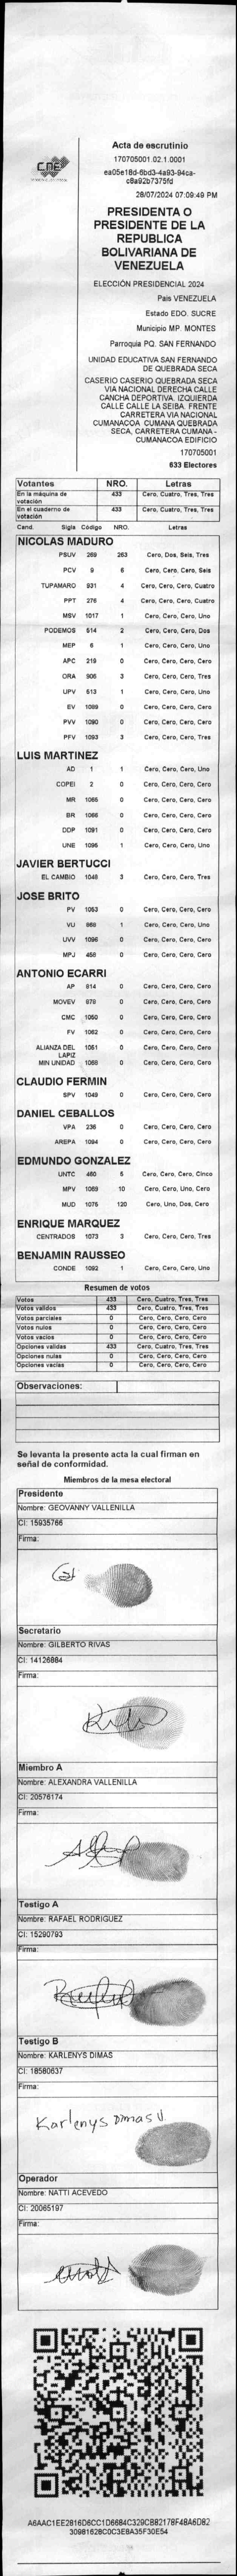 CNE
Acta de escrutinio
170705001.02.1.0001
ea05e18d-6bd3-4a93-94ca-
c8a92b7375fd
28/07/2024 07:09:49 PM
PRESIDENTA O
PRESIDENTE DE LA
REPUBLICA
BOLIVARIANA DE
VENEZUELA
ELECCIÓN PRESIDENCIAL 2024
Pais VENEZUELA
Estado EDO. SUCRE
Municipio MP. MONTES
Parroquia PQ. SAN FERNANDO
UNIDAD EDUCATIVA SAN FERNANDO
DE QUEBRADA SECA
CASERIO CASERIO QUEBRADA SECA
VIA NACIONAL DERECHA CALLE
CANCHA DEPORTIVA. IZQUIERDA
CALLE CALLE LA SEIBA. FRENTE
CARRETERA VIA NACIONAL
CUMANACOA CUMANA QUEBRADA
SECA, CARRETERA CUMANA -
CUMANACOA EDIFICIO
170705001
633 Electores
Votantes NRO. Letras
En la máquina de votación 433 Cero, Cuatro, Tres, Tres
En el cuaderno de votación 433 Cero, Cuatro, Tres, Tres
Cand. Sigla Código NRO. Letras
NICOLAS MADURO
PSUV 269 263 Cero, Dos, Seis, Tres
PCV 9 6 Cero, Cero, Cero, Seis
TUPAMARO 931 4 Cero, Cero, Cero, Cuatro
PPT 276 4 Cero, Cero, Cero, Cuatro
MSV 1017 1 Cero, Cero, Cero, Uno
PODEMOS 514 2 Cero, Cero, Cero, Dos
MEP 6 1 Cero, Cero, Cero, Uno
APC 219 0 Cero, Cero, Cero, Cero
ORA 906 3 Cero, Cero, Cero, Tres
UPV 513 1 Cero, Cero, Cero, Uno
EV 1089 0 Cero, Cero, Cero, Cero
PVV 1090 0 Cero, Cero, Cero, Cero
PFV 1093 3 Cero, Cero, Cero, Tres
LUIS MARTINEZ
AD 1 1 Cero, Cero, Cero, Uno
COPEI 2 0 Cero, Cero, Cero, Cero
MR 1065 0 Cero, Cero, Cero, Cero
BR 1066 0 Cero, Cero, Cero, Cero
DDP 1091 0 Cero, Cero, Cero, Cero
UNE 1095 1 Cero, Cero, Cero, Uno
JAVIER BERTUCCI
EL CAMBIO 1046 3 Cero, Cero, Cero, Tres
JOSE BRITO
PV 1053 0 Cero, Cero, Cero, Cero
VU 868 1 Cero, Cero, Cero, Uno
UVV 1096 0 Cero, Cero, Cero, Cero
MPJ 458 0 Cero, Cero, Cero, Cero
ANTONIO ECARRI
AP 814 0 Cero, Cero, Cero, Cero
MOVEV 878 0 Cero, Cero, Cero, Cero
CMC 1050 0 Cero, Cero, Cero, Cero
FV 1062 0 Cero, Cero, Cero, Cero
ALIANZA DEL LAPIZ 1051 0 Cero, Cero, Cero, Cero
MIN UNIDAD 1068 0 Cero, Cero, Cero, Cero
CLAUDIO FERMIN
SPV 1049 0 Cero, Cero, Cero, Cero
DANIEL CEBALLOS
VPA 236 0 Cero, Cero, Cero, Cero
AREPA 1094 0 Cero, Cero, Cero, Cero
EDMUNDO GONZALEZ
UNTC 460 5 Cero, Cero, Cero, Cinco
MPV 1069 10 Cero, Cero, Uno, Cero
MUD 1075 120 Cero, Uno, Dos, Cero
ENRIQUE MARQUEZ
CENTRADOS 1073 3 Cero, Cero, Cero, Tres
BENJAMIN RAUSSEO
CONDE 1092 1 Cero, Cero, Cero, Uno
Resumen de votos
Votos 433 Cero, Cuatro, Tres, Tres
Votos validos 433 Cero, Cuatro, Tres, Tres
Votos parciales 0 Cero, Cero, Cero, Cero
Votos nulos 0 Cero, Cero, Cero, Cero
Votos vacios 0 Cero, Cero, Cero, Cero
Opciones validas 433 Cero, Cuatro, Tres, Tres
Opciones nulas 0 Cero, Cero, Cero, Cero
Opciones vacias 0 Cero, Cero, Cero, Cero
Observaciones:
Se levanta la presente acta la cual firman en
señal de conformidad.
Miembros de la mesa electoral
Presidente
Nombre: GEOVANNY VALLENILLA
CI: 15935766
Firma:
Secretario
Nombre: GILBERTO RIVAS
CI: 14126884
Firma:
Miembro A
Nombre: ALEXANDRA VALLENILLA
CI: 20576174
Firma:
Testigo A
Nombre: RAFAEL RODRIGUEZ
CI: 15290793
Firma:
Testigo B
Nombre: KARLENYS DIMAS
CI: 18580637
Firma:
Karlenys Dimas V.
Operador
Nombre: NATTI ACEVEDO
CI: 20065197
Firma:
A6AAC1EE2816D6CC1D6684C329CB82178F48A6D82
30981628C0C3E8A35F30E54